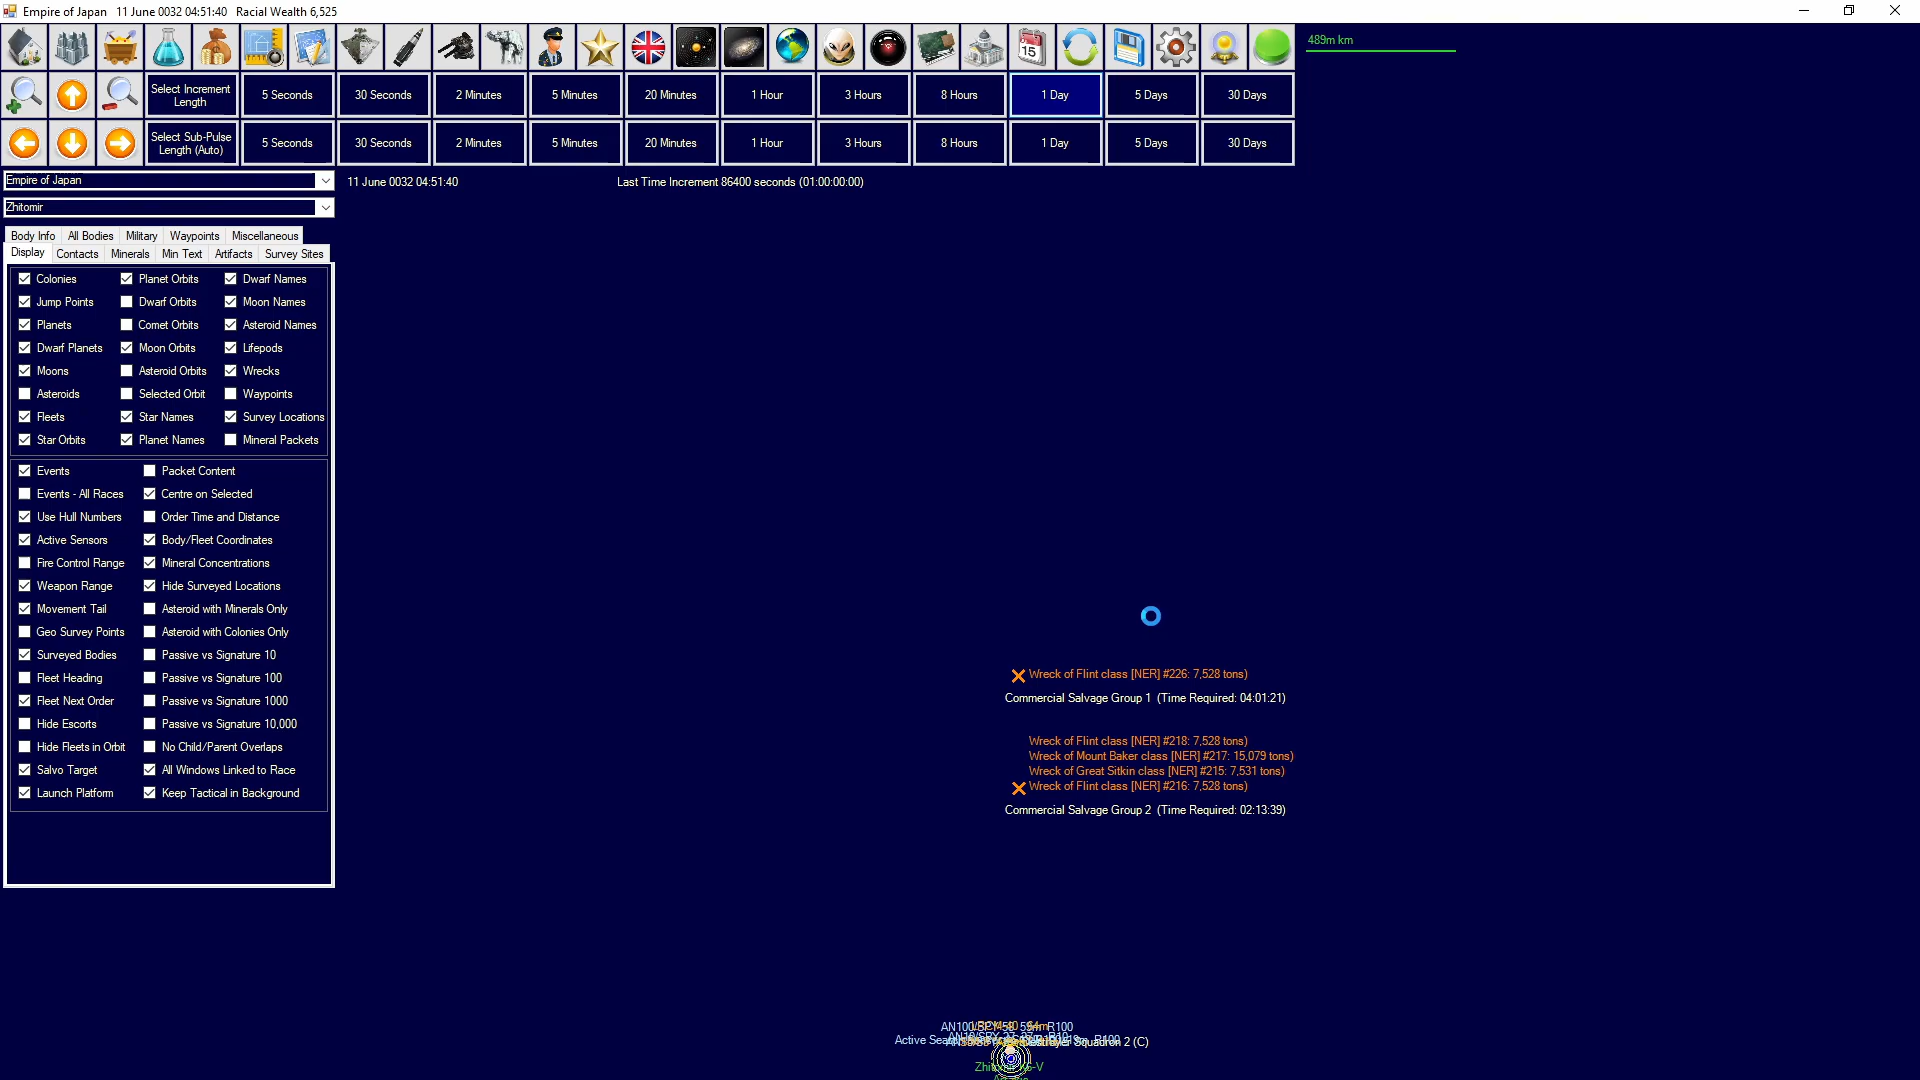 Empire of Japan 11 June 0032 04:51:40 Racial Wealth 6,525
15
489m km
Select Increment Length
5 Seconds
30 Seconds
2 Minutes
5 Minutes
20 Minutes
1 Hour
3 Hours
8 Hours
1 Day
5 Days
30 Days
Select Sub-Pulse Length (Auto)
5 Seconds
30 Seconds
2 Minutes
5 Minutes
20 Minutes
1 Hour
3 Hours
8 Hours
1 Day
5 Days
30 Days
Empire of Japan
11 June 0032 04:51:40
Last Time Increment 86400 seconds (01:00:00:00)
Zhitomir
Body Info All Bodies Military Waypoints Miscellaneous
Display Contacts Minerals Min Text Artifacts Survey Sites
Colonies Planet Orbits Dwarf Names
Jump Points Dwarf Orbits Moon Names
Planets Comet Orbits Asteroid Names
Dwarf Planets Moon Orbits Lifepods
Moons Asteroid Orbits Wrecks
Asteroids Selected Orbit Waypoints
Fleets Star Names Survey Locations
Star Orbits Planet Names Mineral Packets
Events Packet Content
Events - All Races Centre on Selected
Use Hull Numbers Order Time and Distance
Active Sensors Body/Fleet Coordinates
Fire Control Range Mineral Concentrations
Weapon Range Hide Surveyed Locations
Movement Tail Asteroid with Minerals Only
Geo Survey Points Asteroid with Colonies Only
Surveyed Bodies Passive vs Signature 10
Fleet Heading Passive vs Signature 100
Fleet Next Order Passive vs Signature 1000
Hide Escorts Passive vs Signature 10,000
Hide Fleets in Orbit No Child/Parent Overlaps
Salvo Target All Windows Linked to Race
Launch Platform Keep Tactical in Background
Wreck of Flint class [NER] #226: 7,528 tons)
Commercial Salvage Group 1 (Time Required: 04:01:21)
Wreck of Flint class [NER] #218: 7,528 tons)
Wreck of Mount Baker class [NER] #217: 15,079 tons)
Wreck of Great Sitkin class [NER] #215: 7,531 tons)
Wreck of Flint class [NER] #216: 7,528 tons)
Commercial Salvage Group 2 (Time Required: 02:13:39)
R100
Active
Squadron 2 (C)